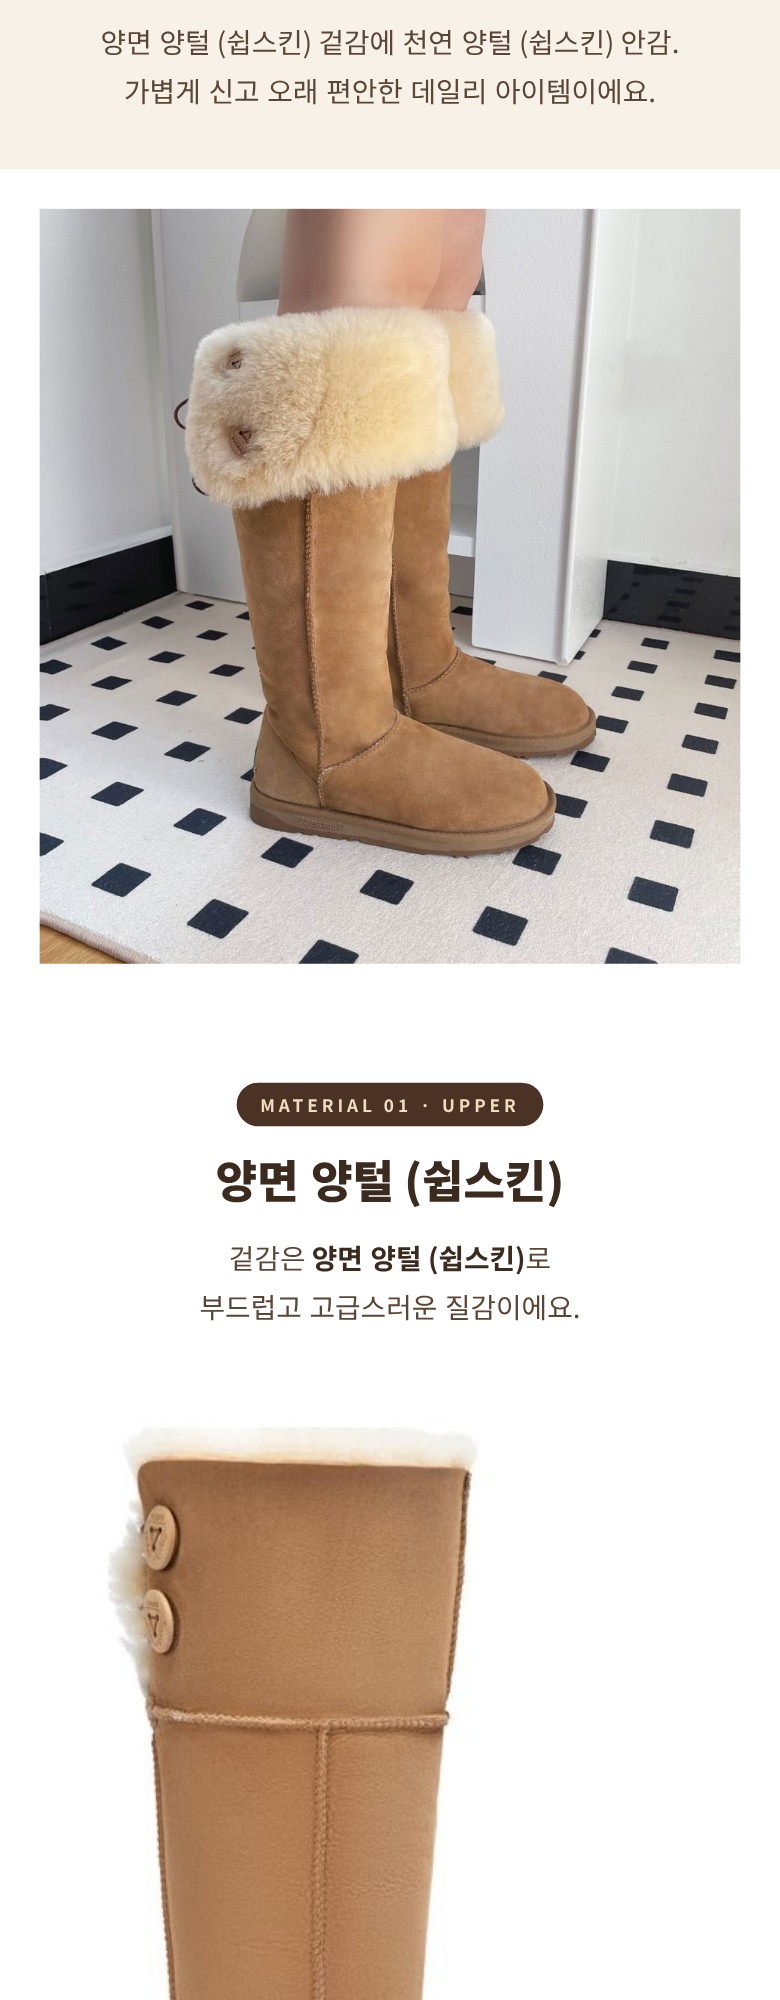 양면 양털 (쉽스킨) 겉감에 천연 양털 (쉽스킨) 안감.
가볍게 신고 오래 편안한 데일리 아이템이에요.
MATERIAL 01 · UPPER
양면 양털 (쉽스킨)
겉감은 양면 양털 (쉽스킨)로
부드럽고 고급스러운 질감이에요.